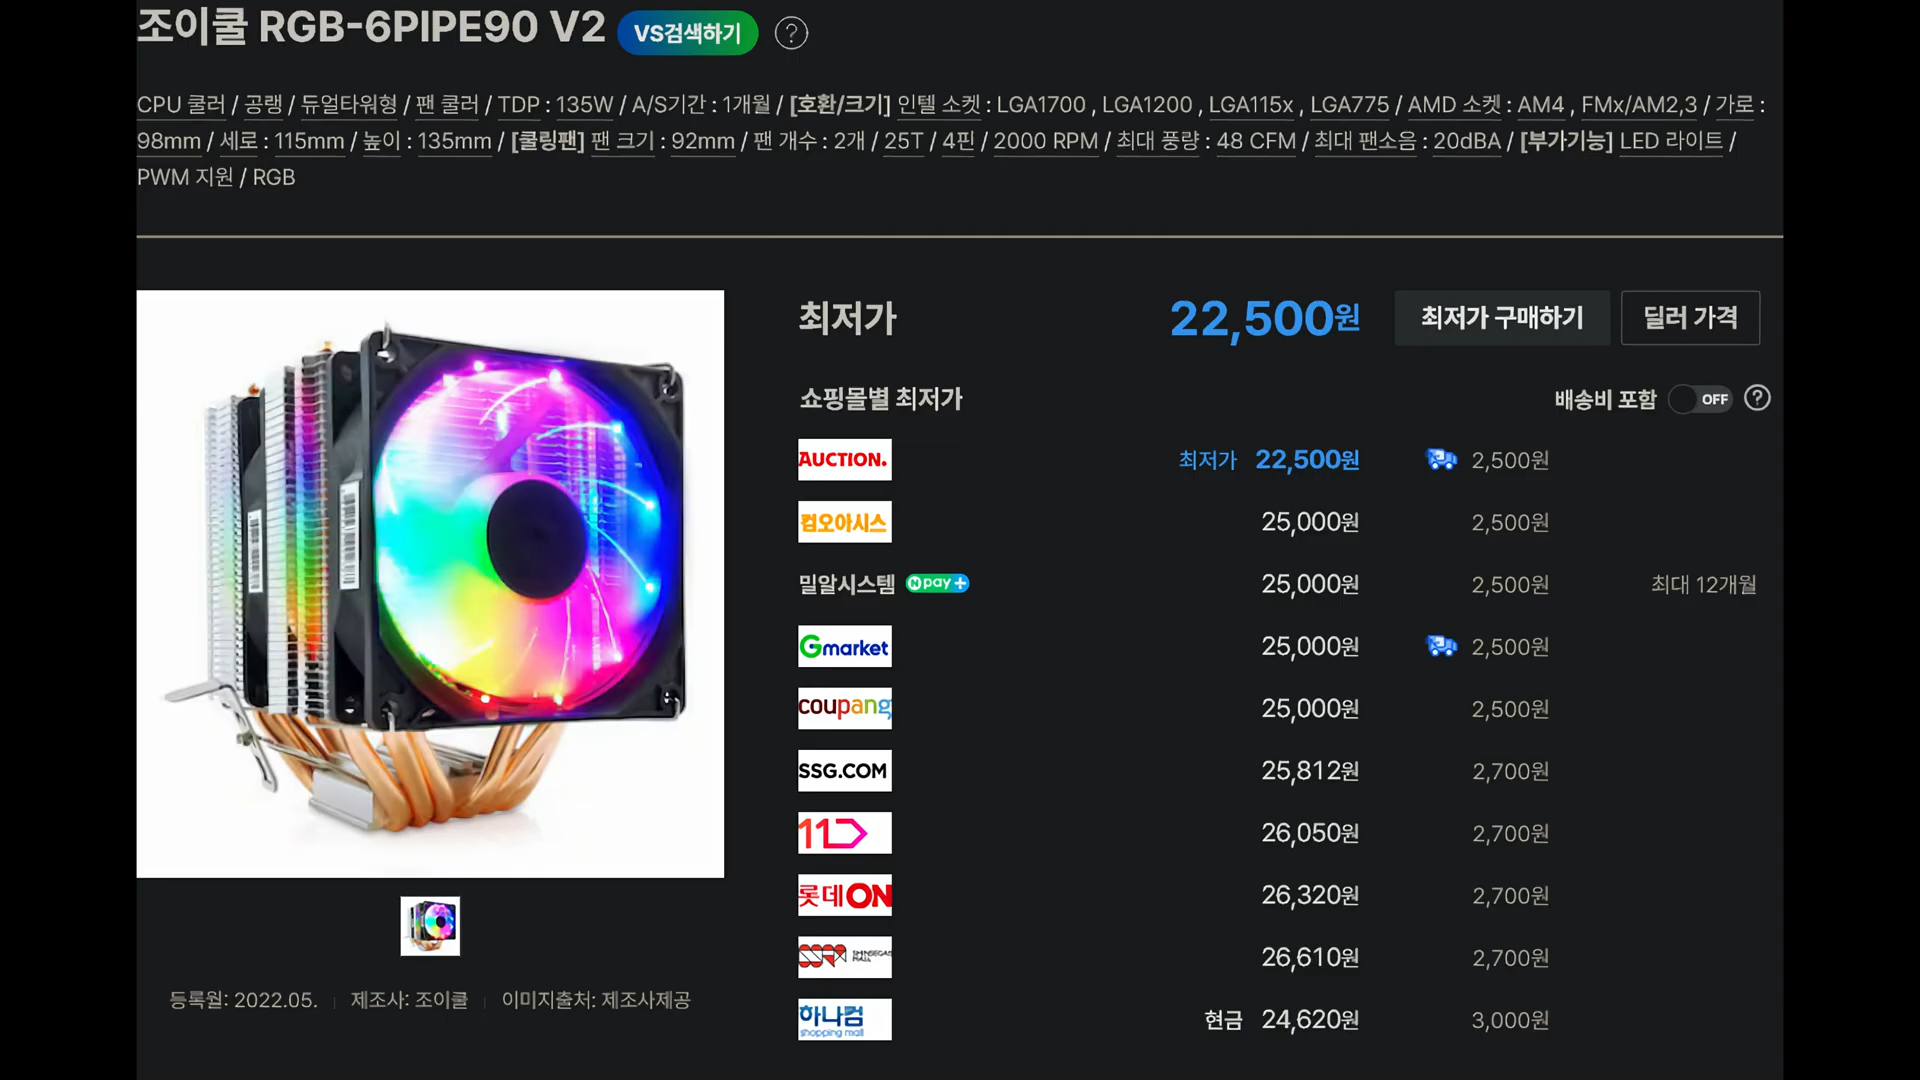 조이쿨 RGB-6PIPE90 V2 VS검색하기 ?
CPU 쿨러 / 공랭 / 듀얼타워형 / 팬 쿨러 / TDP : 135W / A/S기간 : 1개월 / [호환/크기] 인텔 소켓 : LGA1700 , LGA1200 , LGA115x , LGA775 / AMD 소켓 : AM4 , FMx/AM2,3 / 가로 :
98mm / 세로 : 115mm / 높이 : 135mm / [쿨링팬] 팬 크기 : 92mm / 팬 개수 : 2개 / 25T / 4핀 / 2000 RPM / 최대 풍량 : 48 CFM / 최대 팬소음 : 20dBA / [부가기능] LED 라이트 /
PWM 지원 / RGB
최저가 22,500원 최저가 구매하기 딜러 가격
쇼핑몰별 최저가 배송비 포함 OFF ?
AUCTION. 최저가 22,500원 2,500원
컴오아시스 25,000원 2,500원
밀알시스템 N pay+ 25,000원 2,500원 최대 12개월
Gmarket 25,000원 2,500원
coupang 25,000원 2,500원
SSG.COM 25,812원 2,700원
11 26,050원 2,700원
롯데ON 26,320원 2,700원
SHINSEGAE MALL 26,610원 2,700원
하나컴 shopping mall 현금 24,620원 3,000원
등록월: 2022.05. 제조사: 조이쿨 이미지출처: 제조사제공